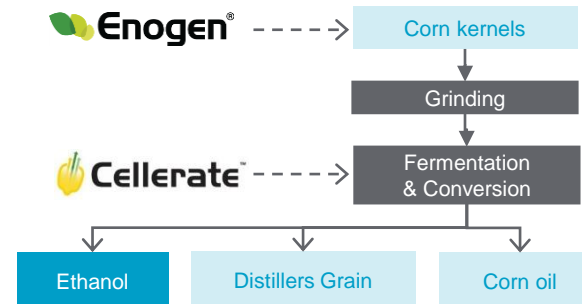 Enogen®
Corn kernels
Grinding
Cellerate™
Fermentation
& Conversion
Ethanol
Distillers Grain
Corn oil